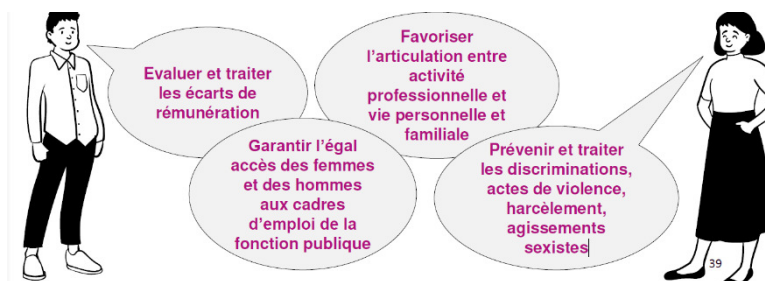 Evaluer et traiter
les écarts de
rémunération
Favoriser
l’articulation entre
activité
professionnelle et
vie personnelle et
familiale
Garantir l’égal
accès des femmes
et des hommes
aux cadres
d’emploi de la
fonction publique
Prévenir et traiter
les discriminations,
actes de violence,
harcèlement,
agissements
sexistes
39